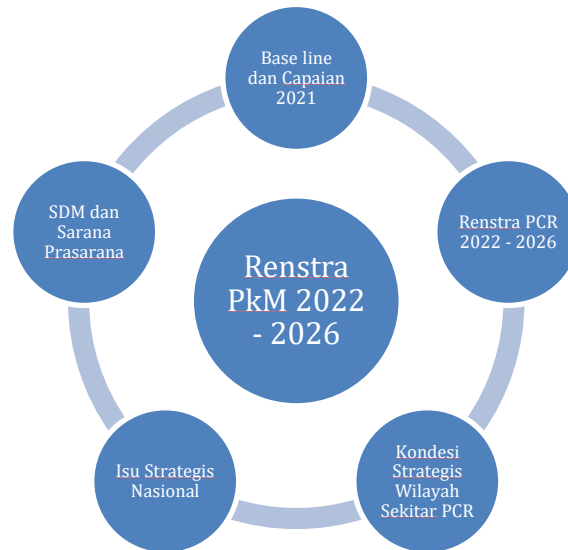 Base line
dan Capaian
2021
Renstra PCR
2022 - 2026
Kondesi
Strategis
Wilayah
Sekitar PCR
Isu Strategis
Nasional
SDM dan
Sarana
Prasarana
Renstra
PkM 2022
- 2026